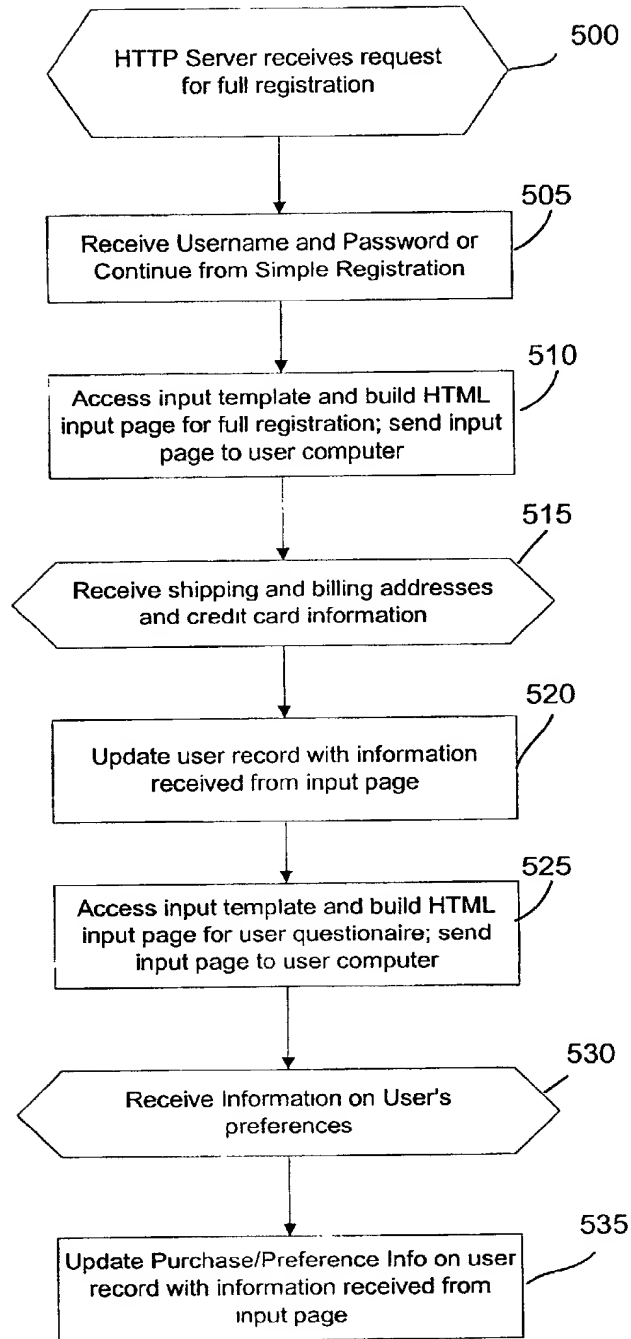 HTTP Server receives request
for full registration
500
505
Receive Username and Password or
Continue from Simple Registration
510
Access input template and build HTML
input page for full registration; send input
page to user computer
515
Receive shipping and billing addresses
and credit card information
520
Update user record with information
received from input page
525
Access input template and build HTML
input page for user questionaire; send
input page to user computer
530
Receive Information on User's
preferences
535
Update Purchase/Preference Info on user
record with information received from
input page